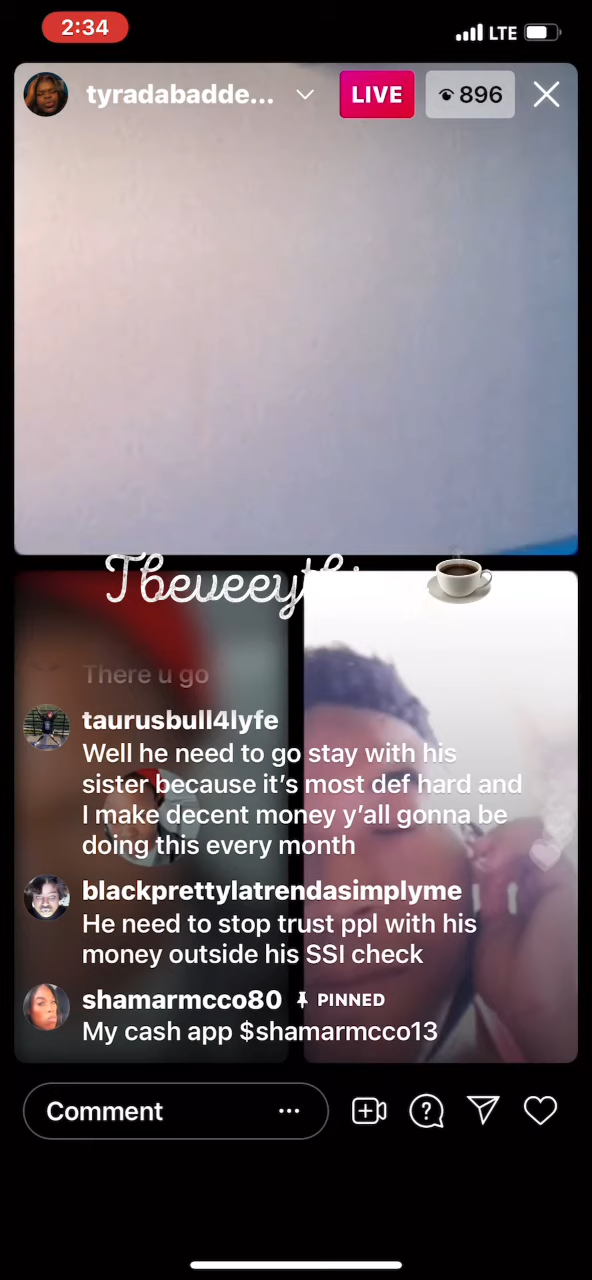 2:34
LTE
tyradabadde...
LIVE
896
There u go
taurusbull4lyfe
Well he need to go stay with his
sister because it’s most def hard and
I make decent money y’all gonna be
doing this every month
blackprettylatrendasimplyme
He need to stop trust ppl with his
money outside his SSI check
shamarmcco80 PINNED
My cash app $shamarmcco13
Comment ...